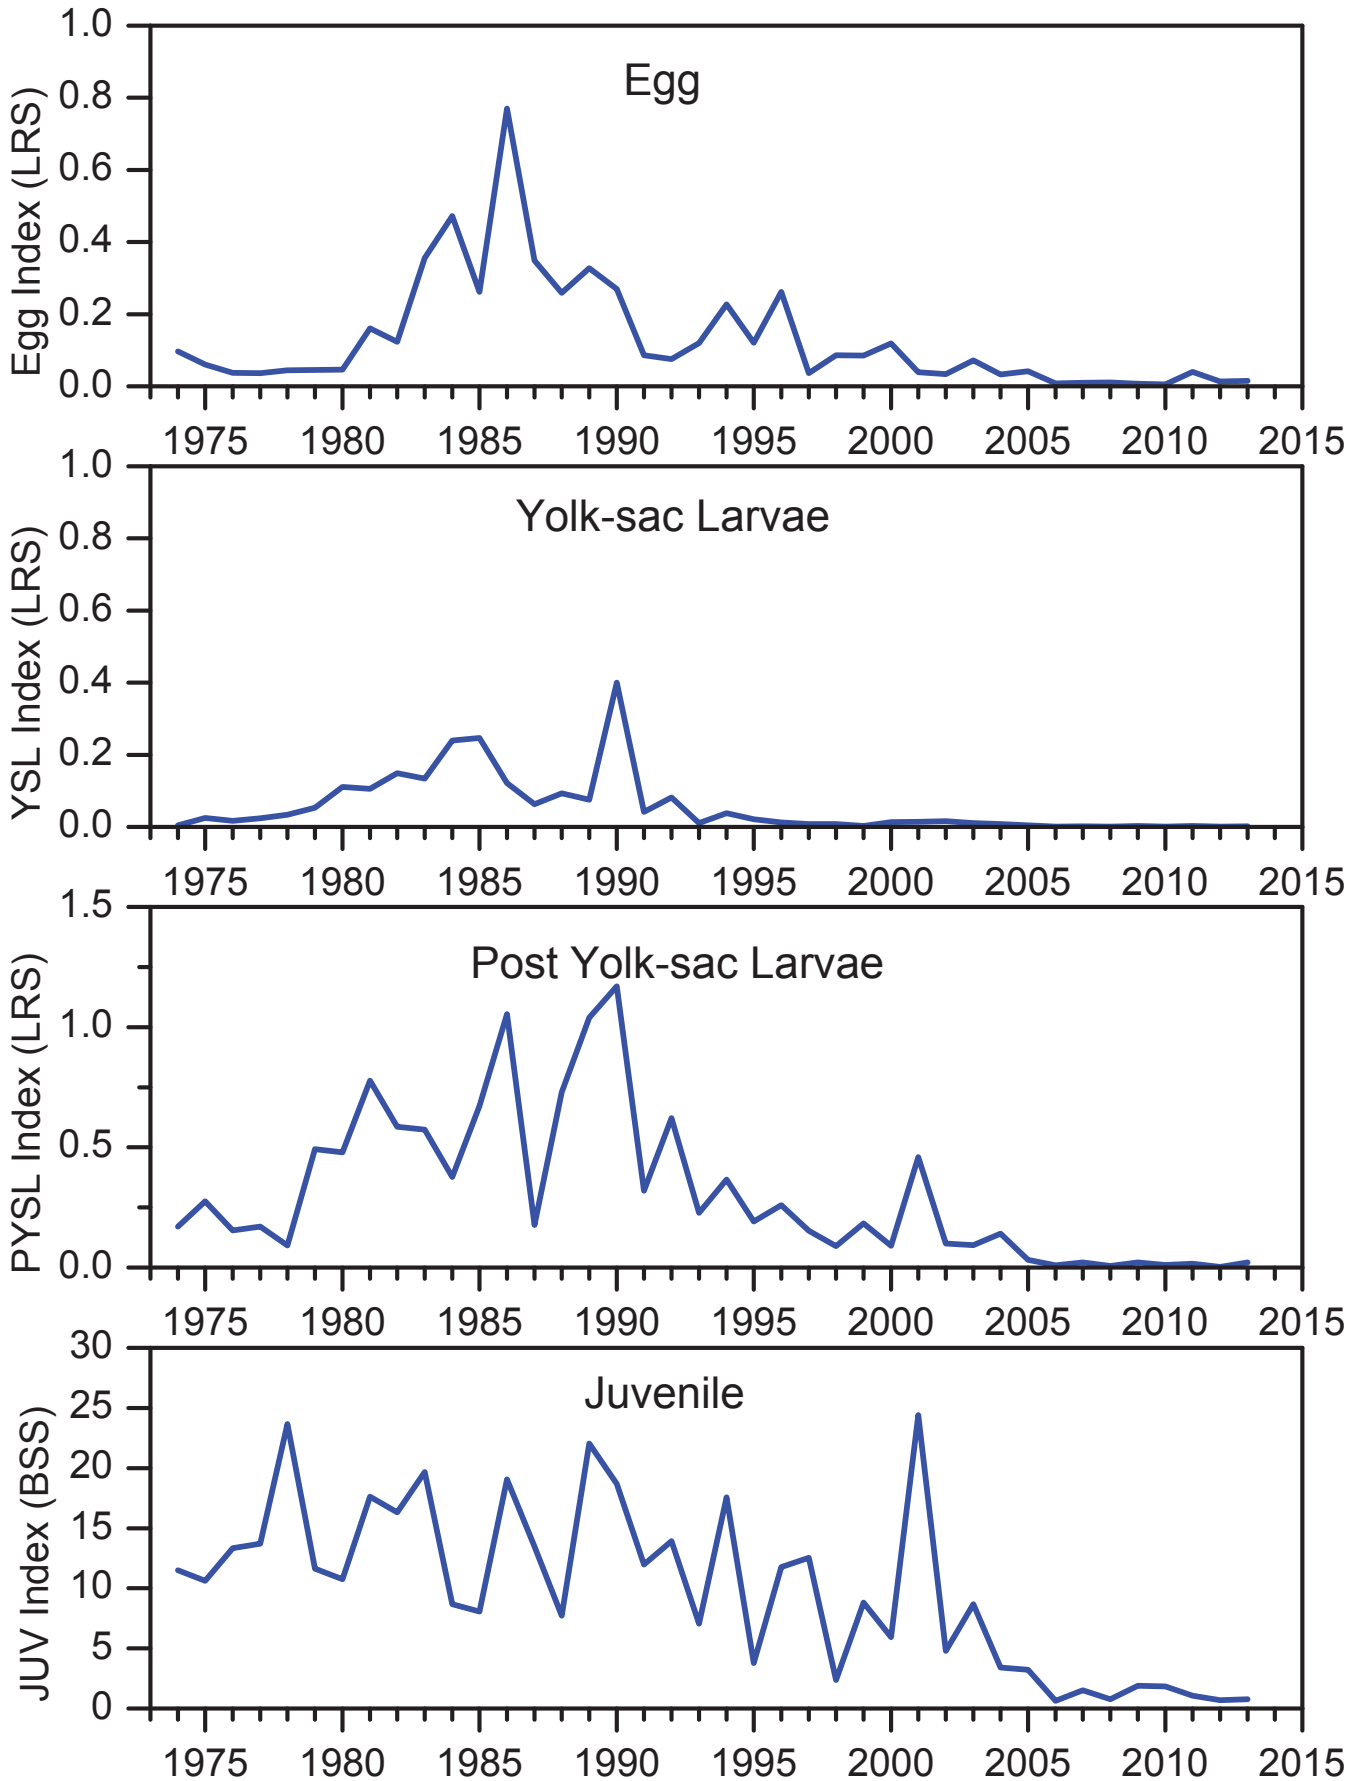 Egg
Egg Index (LRS)
1.0
0.8
0.6
0.4
0.2
0.0
1975 1980 1985 1990 1995 2000 2005 2010 2015
Yolk-sac Larvae
YSL Index (LRS)
1.0
0.8
0.6
0.4
0.2
0.0
1975 1980 1985 1990 1995 2000 2005 2010 2015
Post Yolk-sac Larvae
PYSL Index (LRS)
1.5
1.0
0.5
0.0
1975 1980 1985 1990 1995 2000 2005 2010 2015
Juvenile
JUV Index (BSS)
30
25
20
15
10
5
0
1975 1980 1985 1990 1995 2000 2005 2010 2015